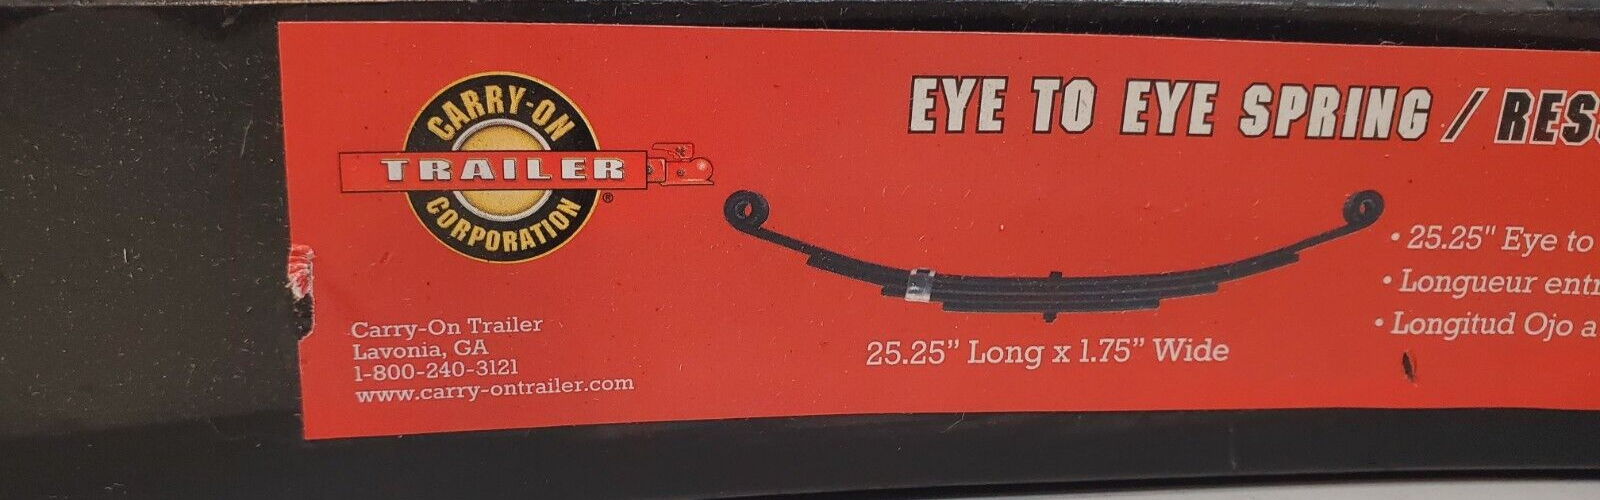 CARRY-ON
TRAILER
CORPORATION
®
EYE TO EYE SPRING / RESS
25.25" Long x 1.75" Wide
• 25.25" Eye to
• Longueur entr
• Longitud Ojo a
Carry-On Trailer
Lavonia, GA
1-800-240-3121
www.carry-ontrailer.com